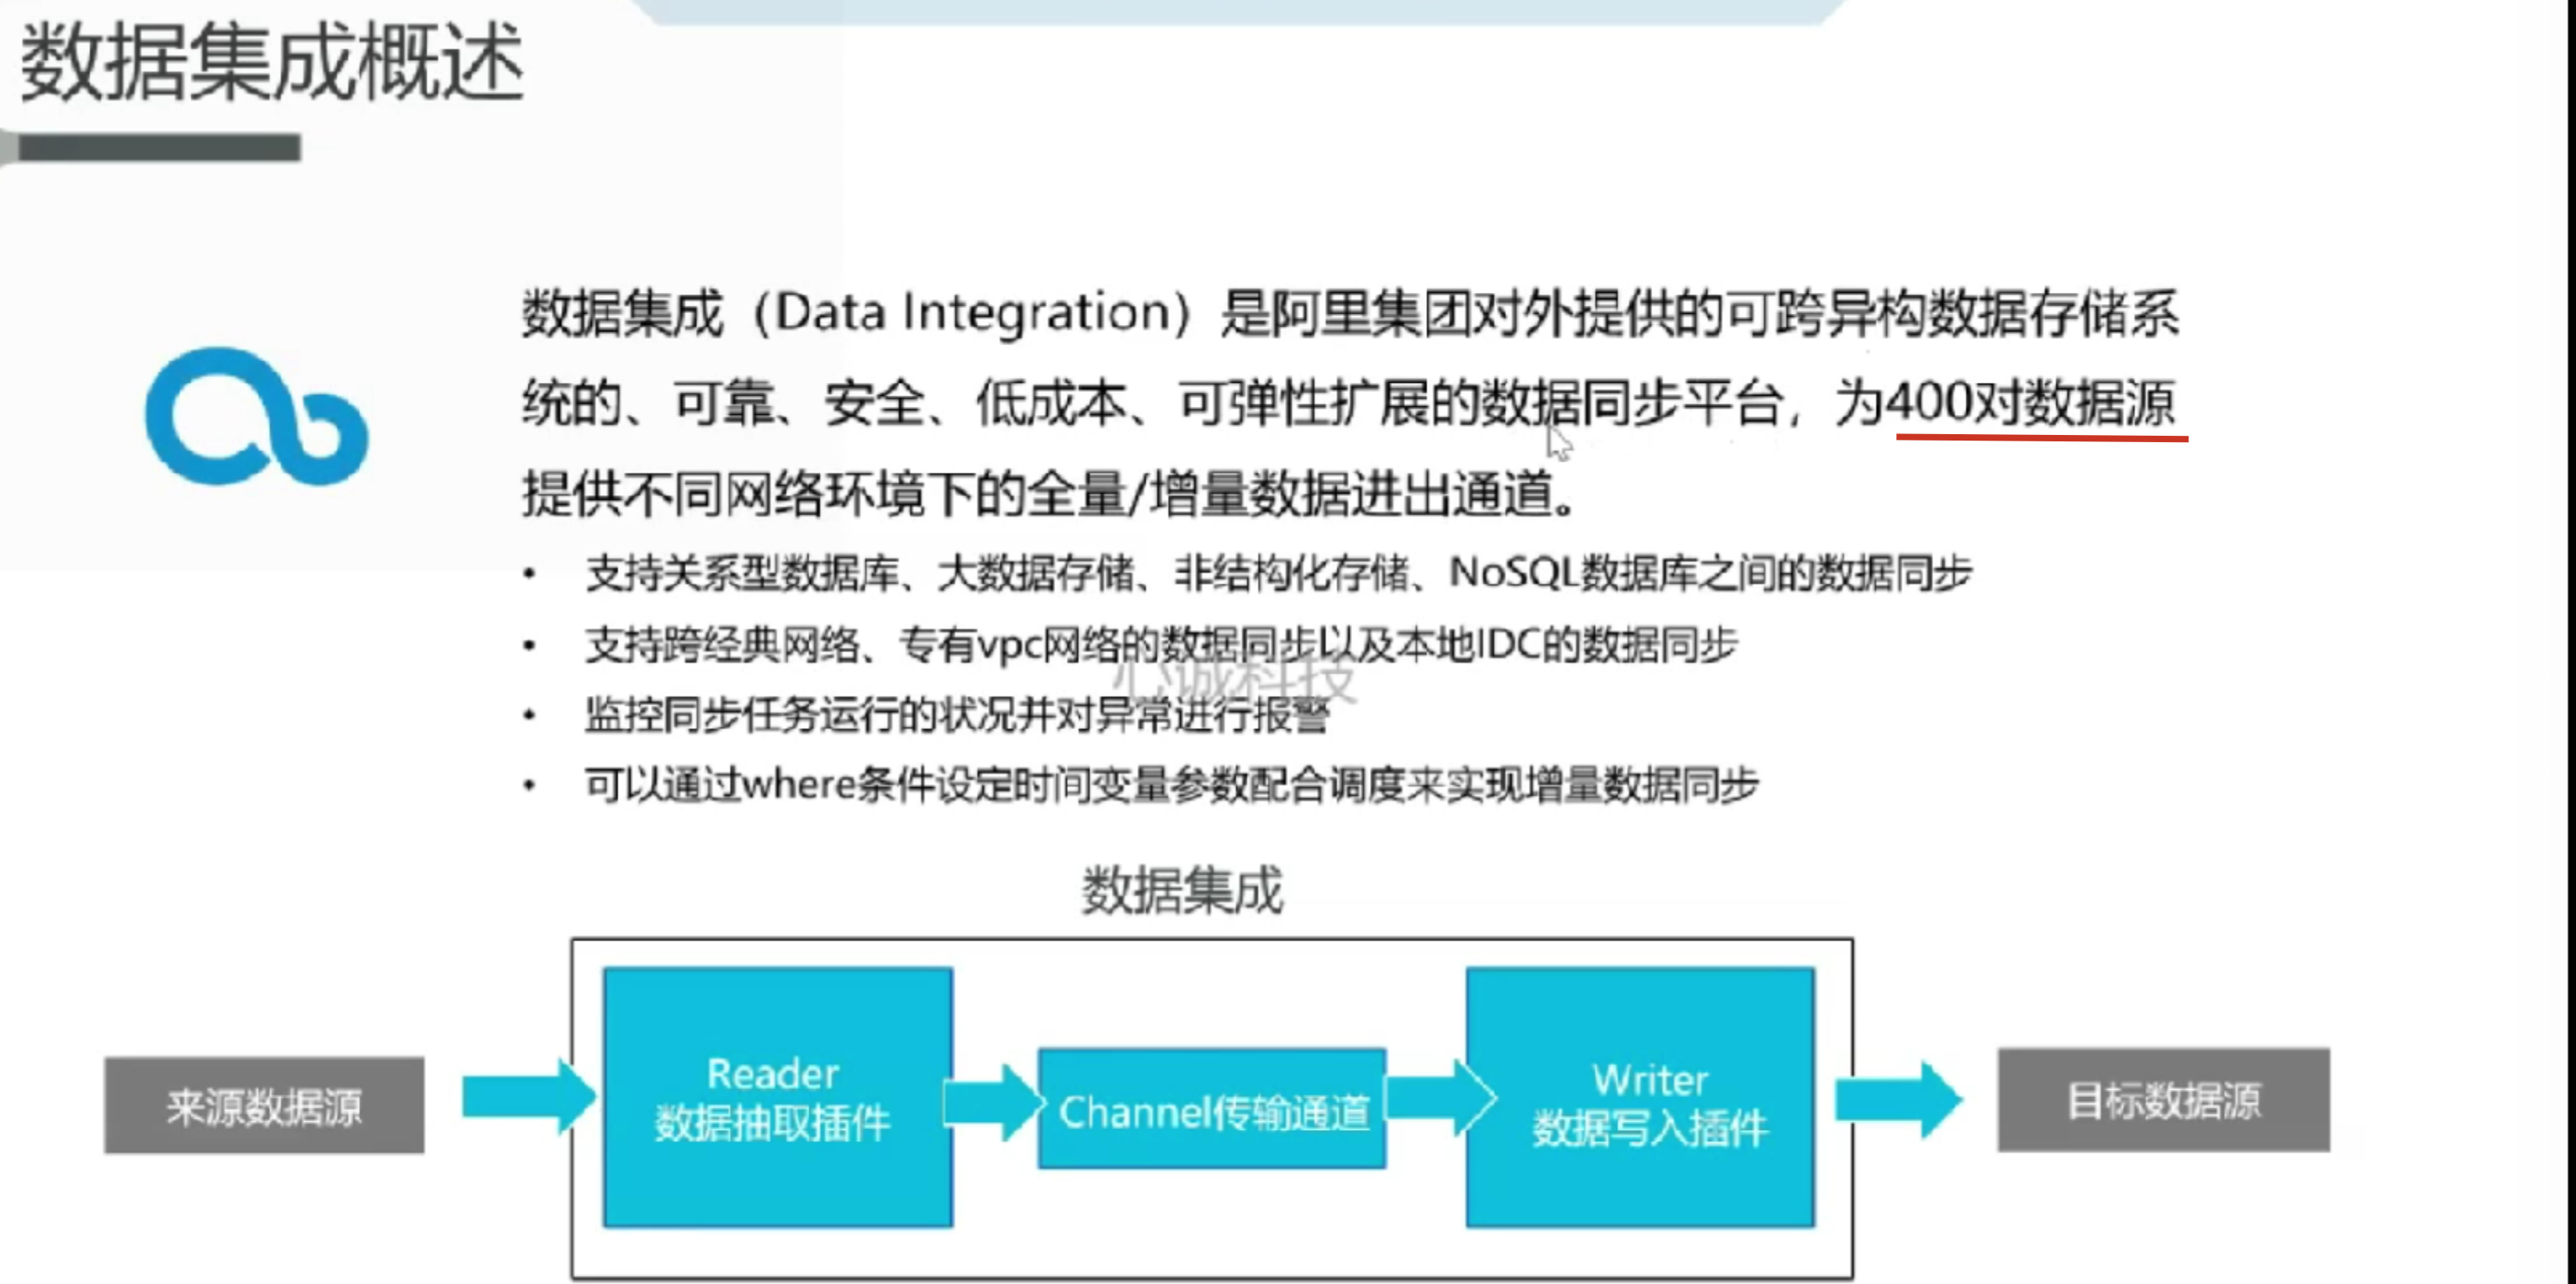 数据集成概述
数据集成（Data Integration）是阿里集团对外提供的可跨异构数据存储系
统的、可靠、安全、低成本、可弹性扩展的数据同步平台，为400对数据源
提供不同网络环境下的全量/增量数据进出通道。
• 支持关系型数据库、大数据存储、非结构化存储、NoSQL数据库之间的数据同步
• 支持跨经典网络、专有vpc网络的数据同步以及本地IDC的数据同步
心诚科技
• 监控同步任务运行的状况并对异常进行报警
• 可以通过where条件设定时间变量参数配合调度来实现增量数据同步
数据集成
来源数据源
Reader
数据抽取插件
Channel传输通道
Writer
数据写入插件
目标数据源